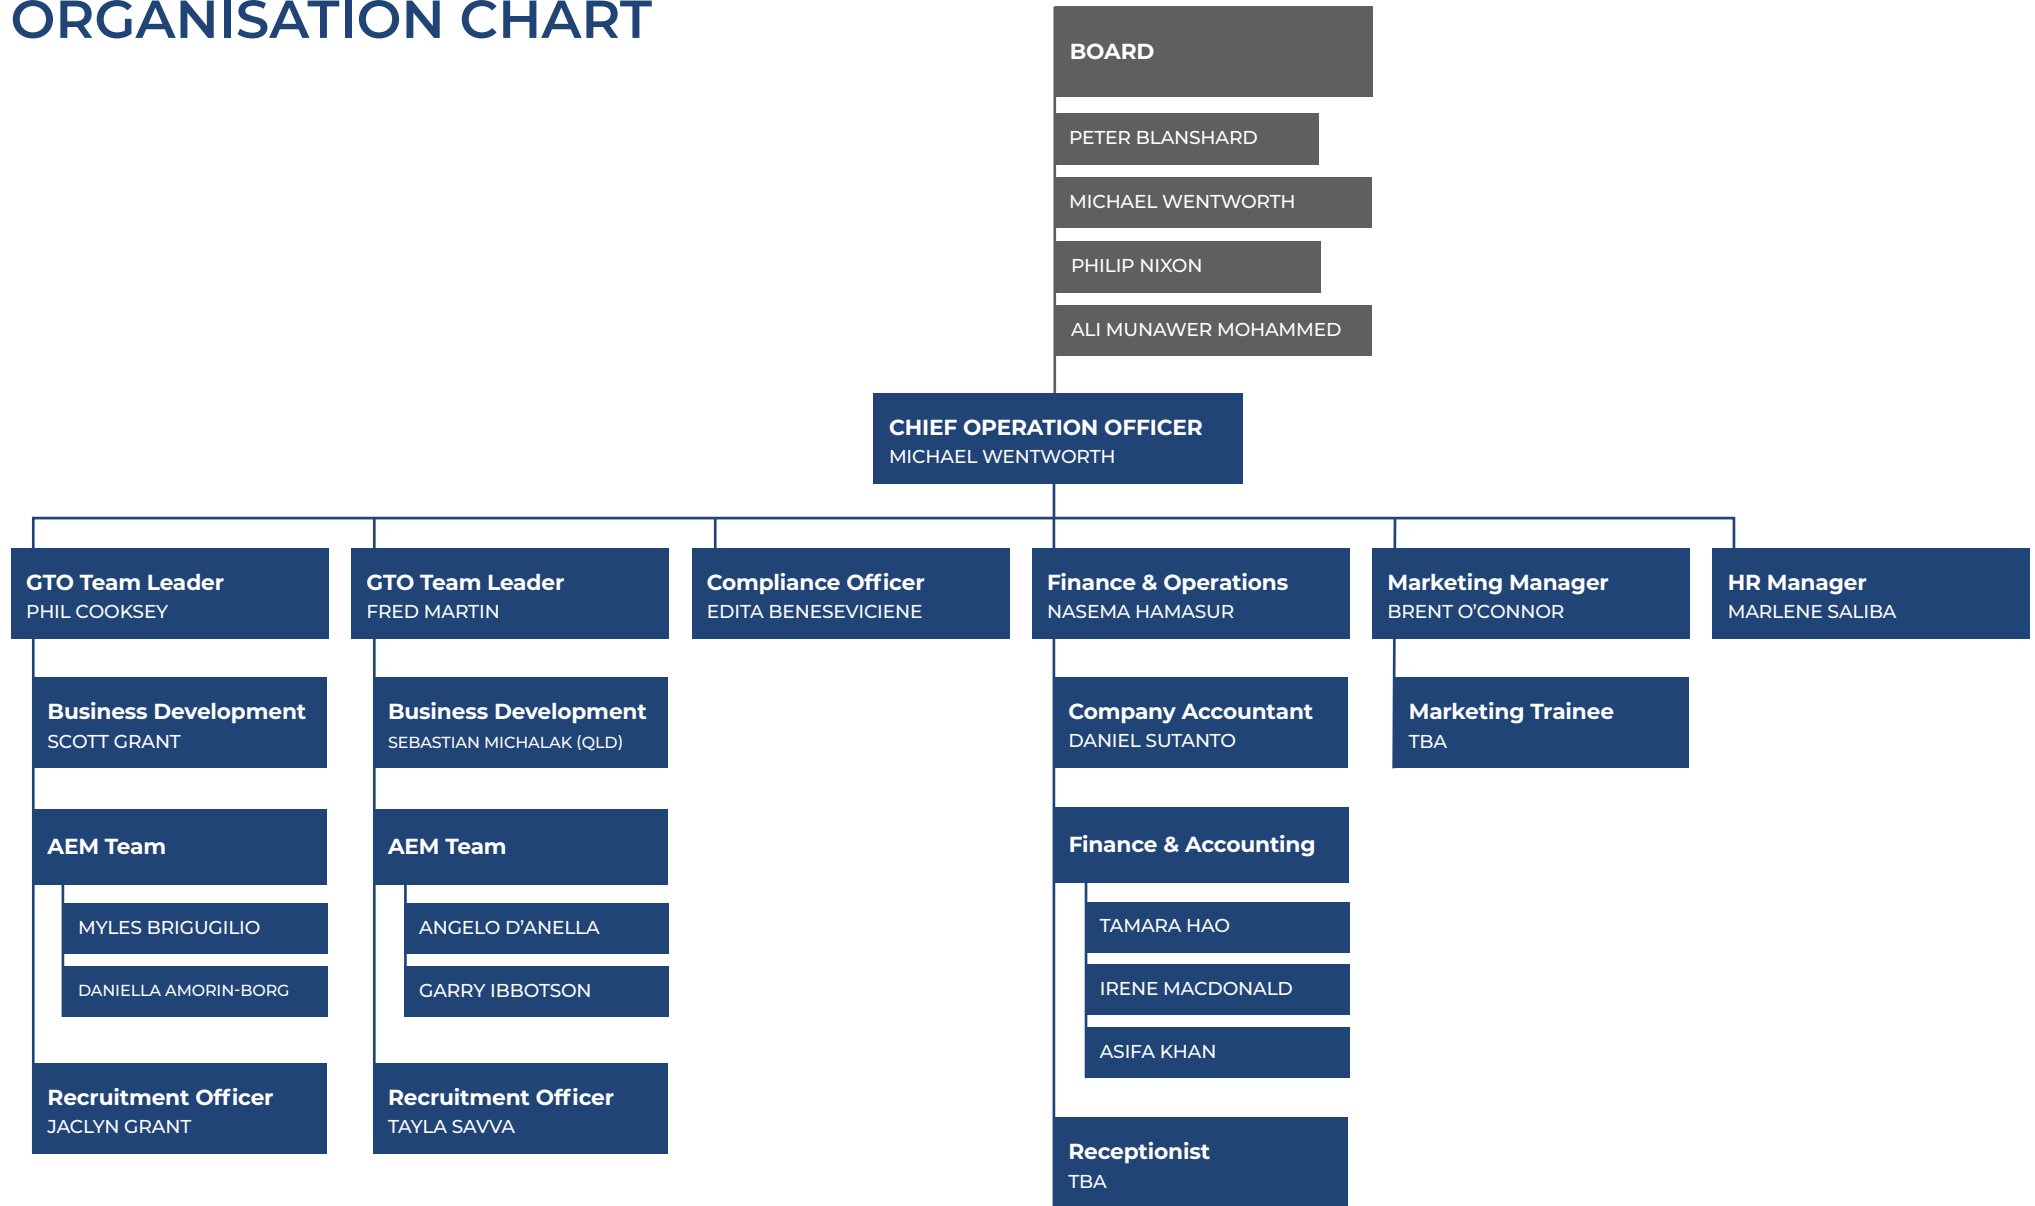 ORGANISATION CHART
BOARD
PETER BLANSHARD
MICHAEL WENTWORTH
PHILIP NIXON
ALI MUNAWER MOHAMMED
CHIEF OPERATION OFFICER
MICHAEL WENTWORTH
GTO Team Leader
PHIL COOKSEY
Business Development
SCOTT GRANT
AEM Team
MYLES BRIGUGILIO
DANIELLA AMORIN-BORG
Recruitment Officer
JACLYN GRANT
GTO Team Leader
FRED MARTIN
Business Development
SEBASTIAN MICHALAK (QLD)
AEM Team
ANGELO D’ANELLA
GARRY IBBOTSON
Recruitment Officer
TAYLA SAVVA
Compliance Officer
EDITA BENESEVICIENE
Finance & Operations
NASEMA HAMASUR
Company Accountant
DANIEL SUTANTO
Finance & Accounting
TAMARA HAO
IRENE MACDONALD
ASIFA KHAN
Receptionist
TBA
Marketing Manager
BRENT O’CONNOR
Marketing Trainee
TBA
HR Manager
MARLENE SALIBA